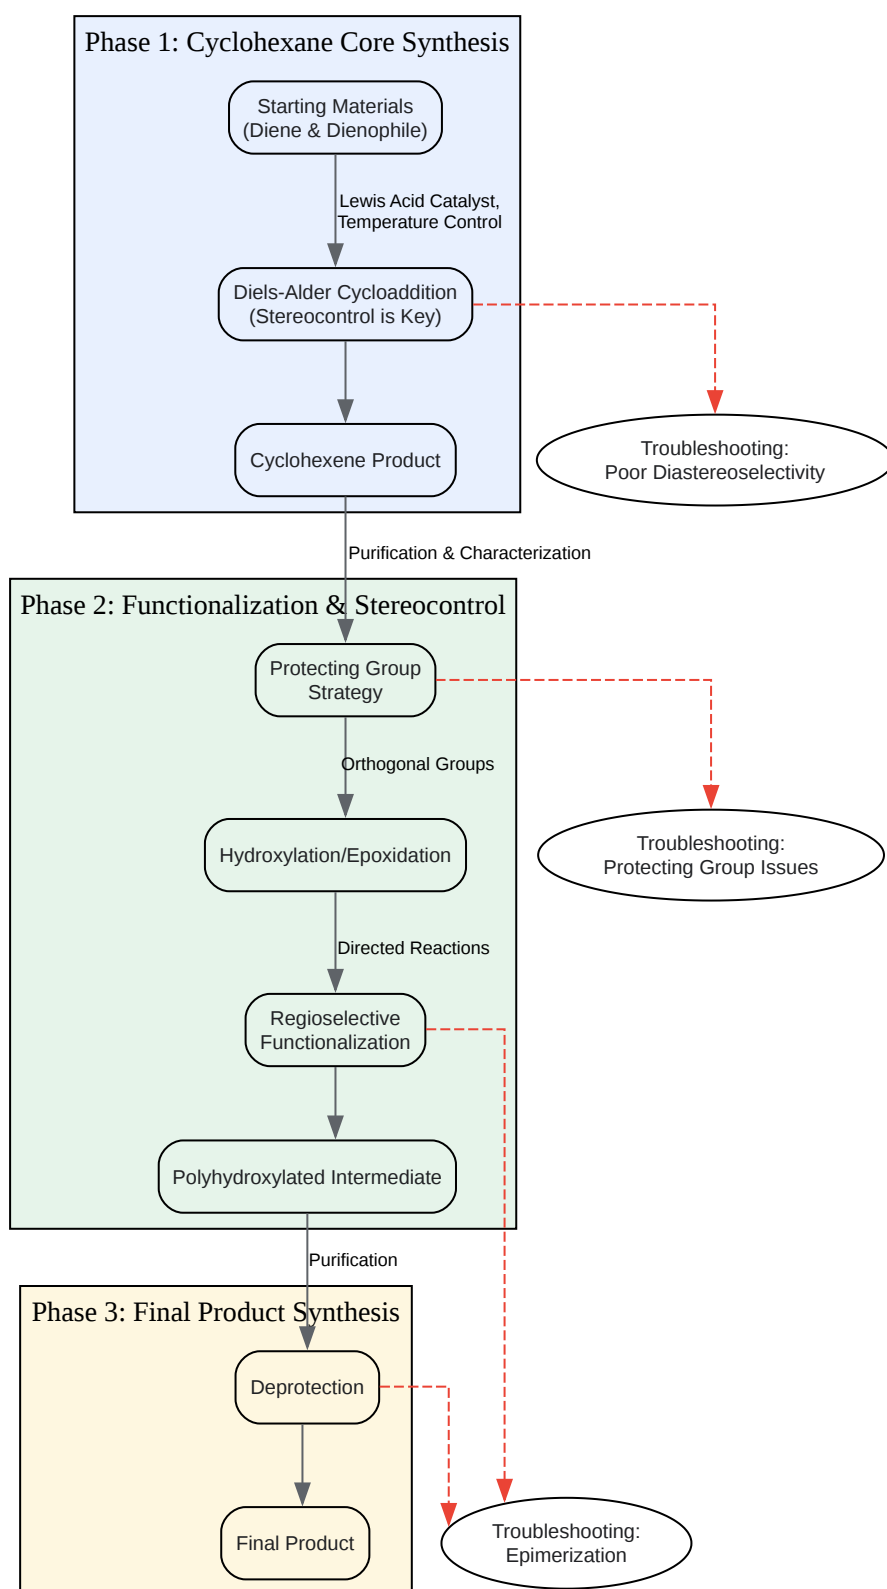 Phase 1: Cyclohexane Core Synthesis
Starting Materials
(Diene & Dienophile)
Lewis Acid Catalyst,
Temperature Control
Diels-Alder Cycloaddition
(Stereocontrol is Key)
Cyclohexene Product
Troubleshooting:
Poor Diastereoselectivity
Purification & Characterization
Phase 2: Functionalization & Stereocontrol
Protecting Group
Strategy
Orthogonal Groups
Hydroxylation/Epoxidation
Troubleshooting:
Protecting Group Issues
Directed Reactions
Regioselective
Functionalization
Polyhydroxylated Intermediate
Purification
Phase 3: Final Product Synthesis
Deprotection
Final Product
Troubleshooting:
Epimerization